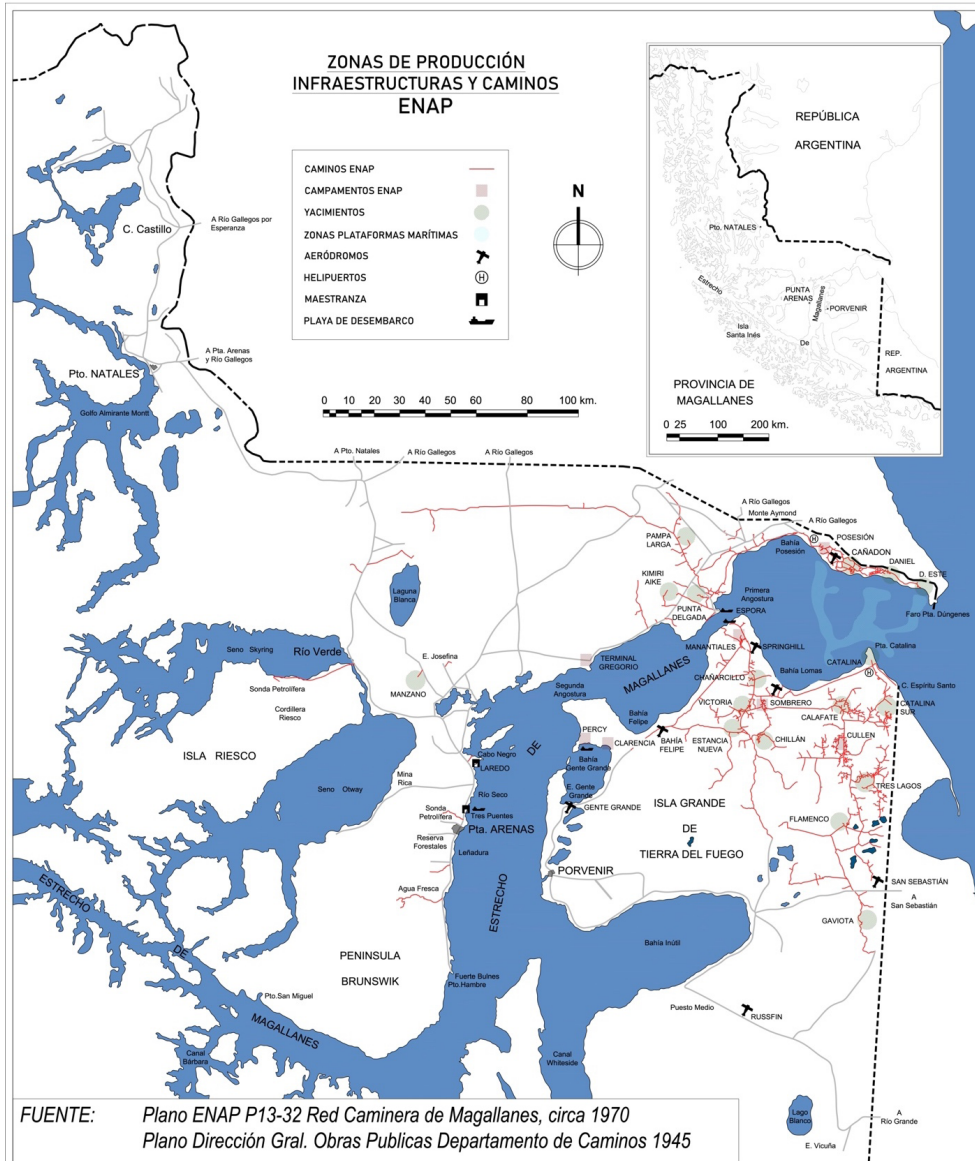 ZONAS DE PRODUCCIÓN
INFRAESTRUCTURAS Y CAMINOS
ENAP
CAMINOS ENAP
CAMPAMENTOS ENAP
YACIMIENTOS
ZONAS PLATAFORMAS MARÍTIMAS
AERÓDROMOS
HELIPUERTOS
H
MAESTRANZA
PLAYA DE DESEMBARCO
N
0 20 40 60 80 100 km.
REPÚBLICA
ARGENTINA
Pto. NATALES
PUNTA
ARENAS
Estrecho
Magallanes
PORVENIR
Isla
Santa Inés
De
REP.
ARGENTINA
PROVINCIA DE
MAGALLANES
0 25 100 150 200 km.
C. Castillo
A Río Gallegos por
Esperanza
A Pta. Arenas
y Río Gallegos
Pto. NATALES
Golfo Almirante Montt
A Pto. Natales
A Río Gallegos
A Río Gallegos
A Río Gallegos
Monte Aymond
A Río Gallegos
POSESIÓN
H
Bahía
Posesión
CAÑADON
DANIEL
D. ESTE
Faro Pta. Dúngenes
PAMPA
LARGA
KIMIRI
AIKE
PUNTA
DELGADA
Primera
Angostura
ESPORA
Laguna
Blanca
Río Verde
Seno Skyring
Sonda Petrolífera
Cordillera
Riesco
E. Josefina
MANZANO
TERMINAL
GREGORIO
Segunda
Angostura
MAGALLANES
MANANTIALES
SPRINGHILL
Pta. Catalina
CATALINA
H
Bahía Lomas
CHAÑARCILLO
C. Espíritu Santo
VICTORIA
SOMBRERO
CALAFATE
CATALINA
SUR
Bahía
Felipe
PERCY
CLARENCIA
BAHÍA
FELIPE
ESTANCIA
NUEVA
CHILLÁN
CULLEN
ISLA RIESCO
DE
Cabo Negro
LAREDO
Bahía
Gente Grande
Mina
Rica
Seno Otway
Río Seco
E. Gente
Grande
GENTE GRANDE
TRES LAGOS
ISLA GRANDE
DE
TIERRA DEL FUEGO
Sonda
Petrolífera
Tres Puentes
Pta. ARENAS
Reserva
Forestales
Leñadura
FLAMENCO
PORVENIR
Agua Fresca
ESTRECHO
SAN SEBASTIÁN
A
San Sebastián
GAVIOTA
ESTRECHO
DE
MAGALLANES
PENINSULA
BRUNSWIK
Bahía Inútil
Fuerte Bulnes
Pto.Hambre
Pto.San Miguel
Puesto Medio
RUSSFIN
Canal
Bárbara
Canal
Whiteside
Lago
Blanco
A
Río Grande
E. Vicuña
FUENTE: Plano ENAP P13-32 Red Caminera de Magallanes, circa 1970
Plano Dirección Gral. Obras Publicas Departamento de Caminos 1945